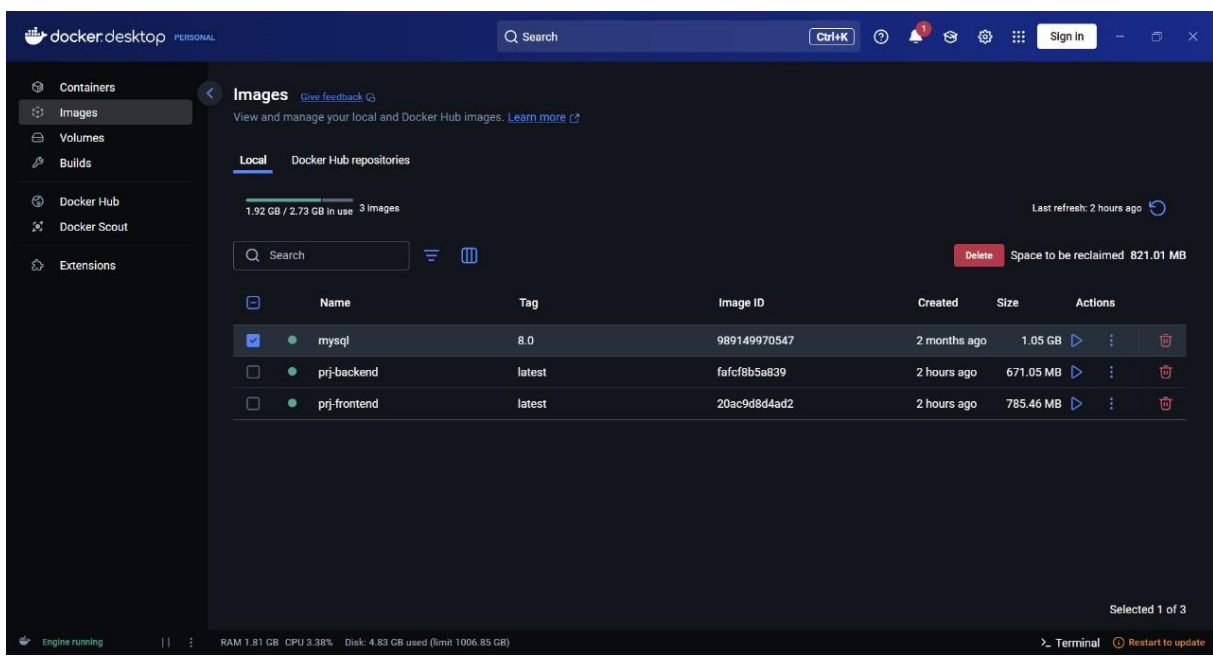 docker.desktop PERSONAL Search Ctrl+K 1 Sign in
Containers
Images
Volumes
Builds
Docker Hub
Docker Scout
Extensions
Images Give feedback
View and manage your local and Docker Hub images. Learn more
Local Docker Hub repositories
1.92 GB / 2.73 GB in use 3 images Last refresh: 2 hours ago
Search Delete Space to be reclaimed 821.01 MB
Name Tag Image ID Created Size Actions
mysql 8.0 989149970547 2 months ago 1.05 GB
prj-backend latest fafcf8b5a839 2 hours ago 671.05 MB
prj-frontend latest 20ac9d8d4ad2 2 hours ago 785.46 MB
Selected 1 of 3
Engine running RAM 1.81 GB CPU 3.38% Disk: 4.83 GB used (limit 1006.85 GB) >_ Terminal Restart to update